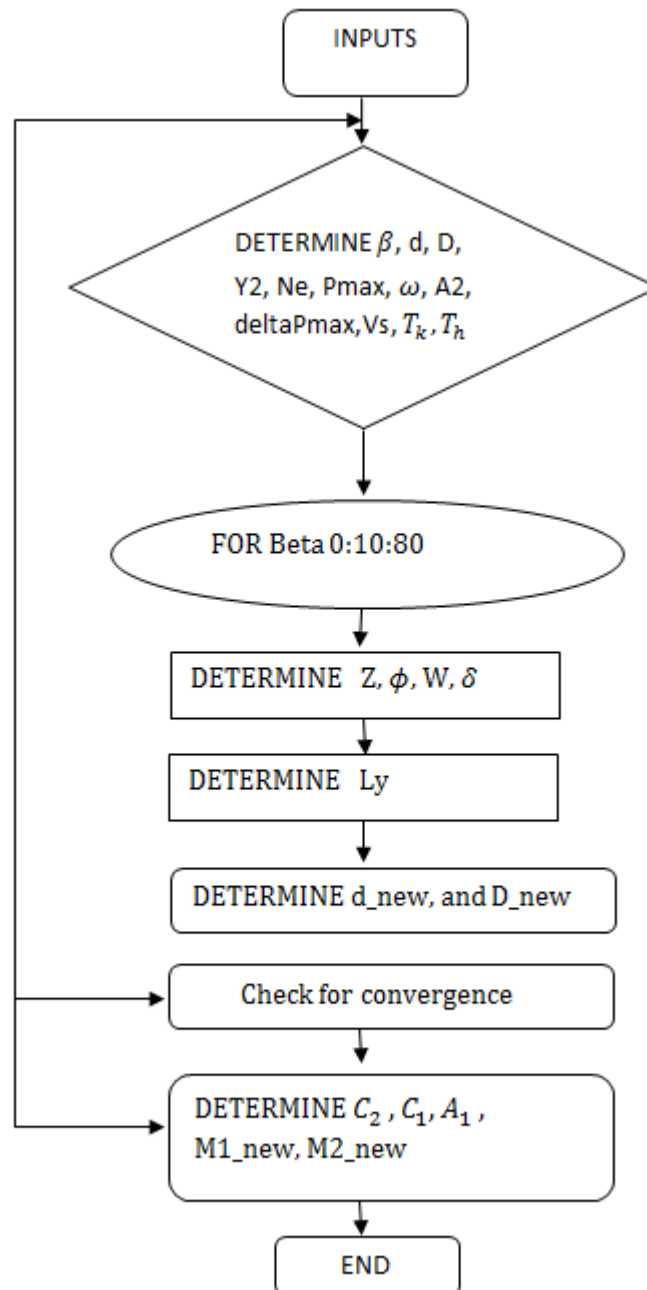 INPUTS
DETERMINE β, d, D,
Y2, Ne, Pmax, ω, A2,
deltaPmax,Vs, T_k, T_h
FOR Beta 0:10:80
DETERMINE Z, ϕ, W, δ
DETERMINE Ly
DETERMINE d_new, and D_new
Check for convergence
DETERMINE C_2 , C_1, A_1 ,
M1_new, M2_new
END